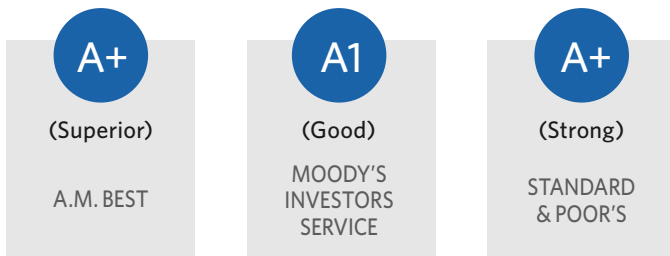 A+
(Superior)
A.M. BEST
A1
(Good)
MOODY'S
INVESTORS
SERVICE
A+
(Strong)
STANDARD
& POOR'S